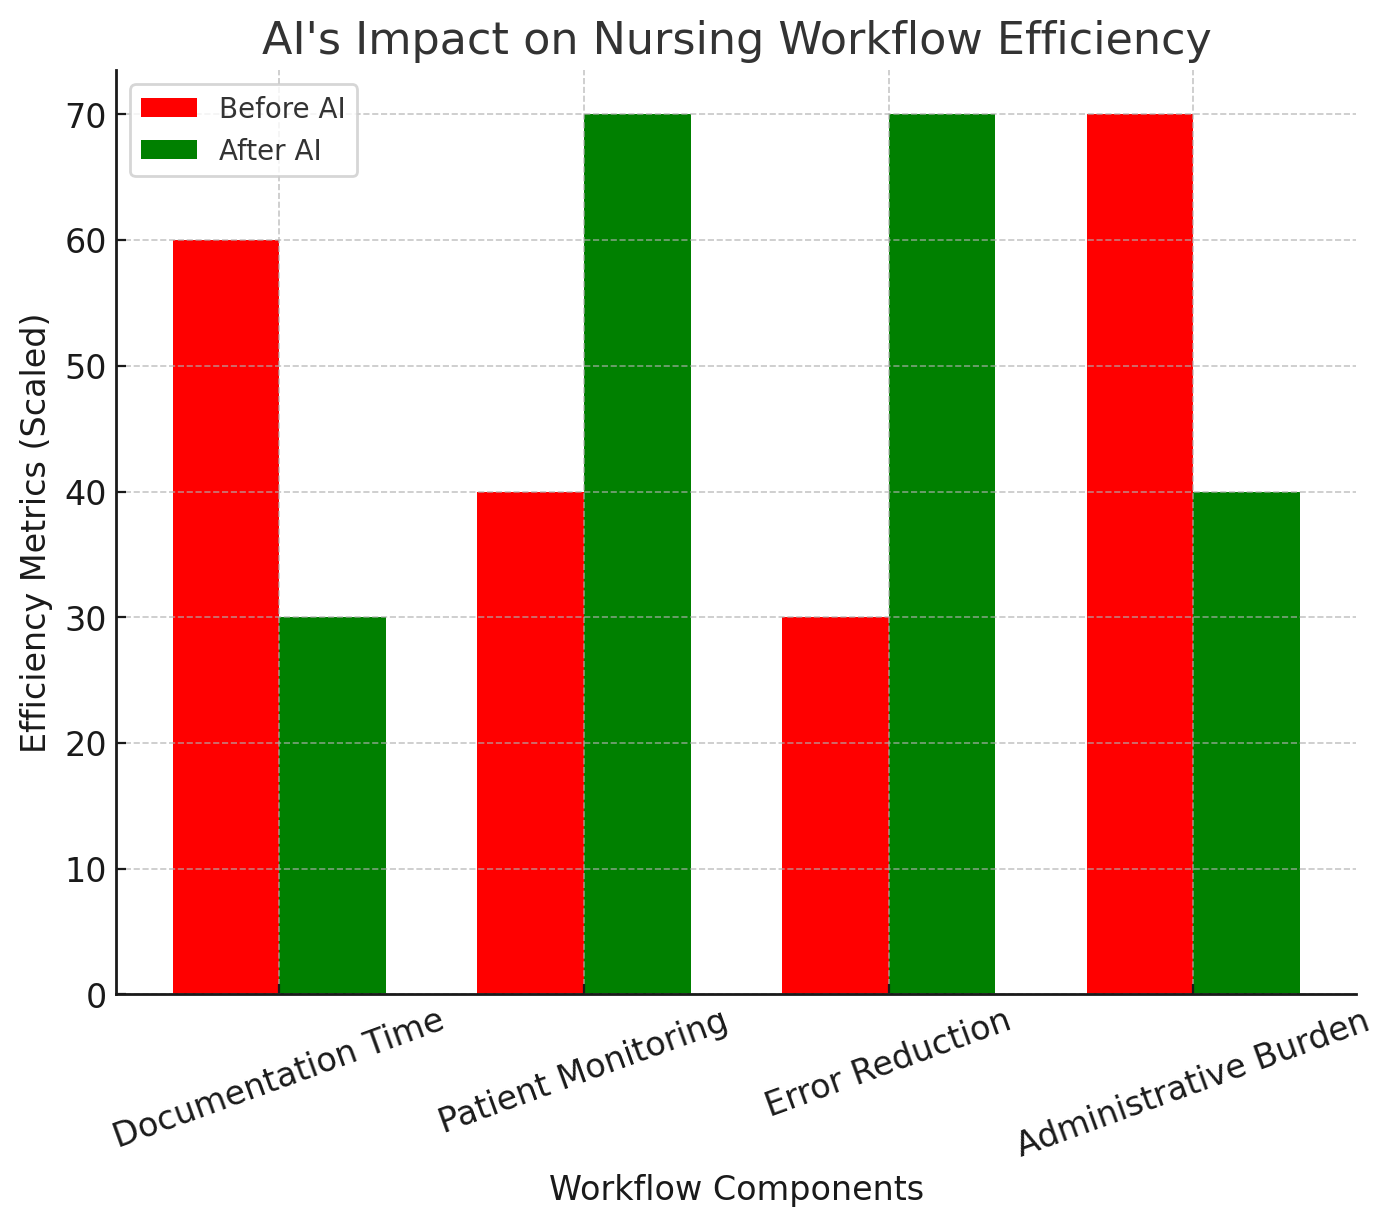 AI's Impact on Nursing Workflow Efficiency
Before AI
After AI
Efficiency Metrics (Scaled)
70
60
50
40
30
20
10
0
Documentation Time
Patient Monitoring
Error Reduction
Administrative Burden
Workflow Components